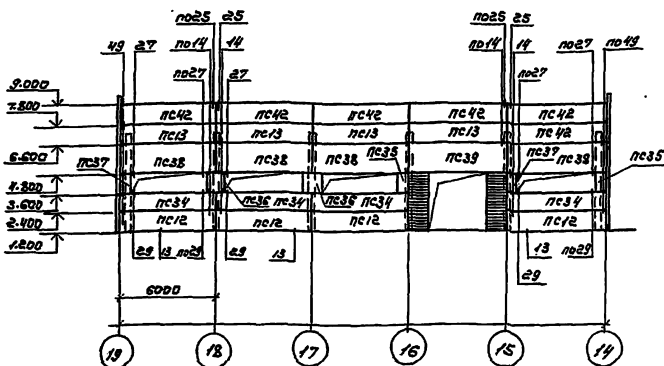 по25 25
49 27 по14 14
по27 27
по25 25
по14 14 по27 по49
по27
9.000
7.800
6.600
4.800
3.600
2.400
1.200
пс42 пс42 пс42 пс42 пс42
пс13 пс13 пс13 пс13 пс42
пс37 пс38 пс38 пс38 пс35 пс39 пс37 пс38 пс35
пс34 пс36 пс34 пс36 пс34 пс34
пс12 пс12 пс12 пс12
29 13 по29 29 13 13 по29
29
6000
19 18 17 16 15 14